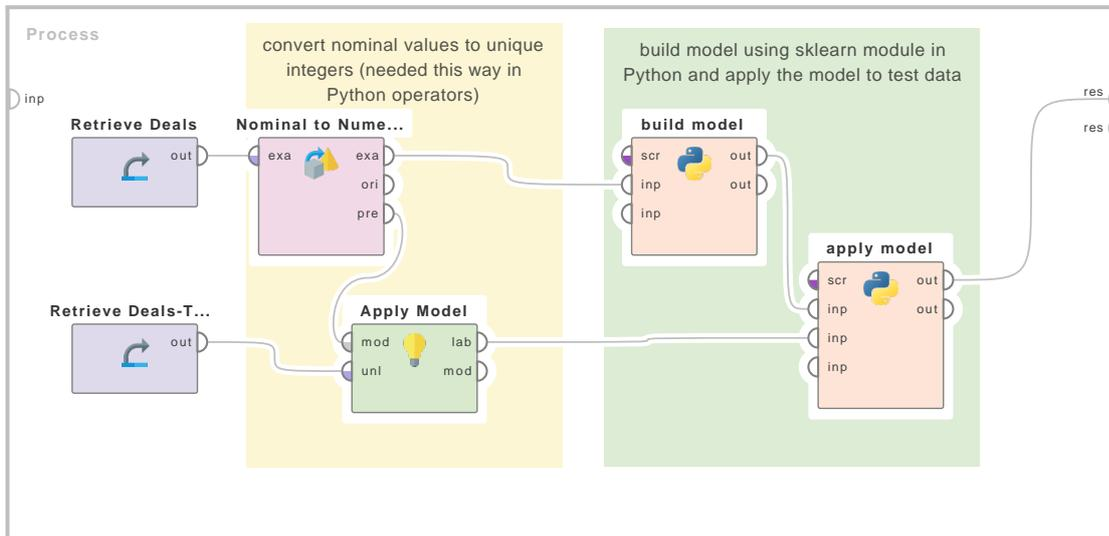 Process
convert nominal values to unique
integers (needed this way in
Python operators)
build model using sklearn module in
Python and apply the model to test data
inp
res
res
Retrieve Deals
out
Nominal to Nume...
exa
exa
ori
pre
build model
scr
out
inp
out
inp
apply model
scr
out
inp
out
inp
inp
Retrieve Deals-T...
out
Apply Model
mod
lab
unl
mod